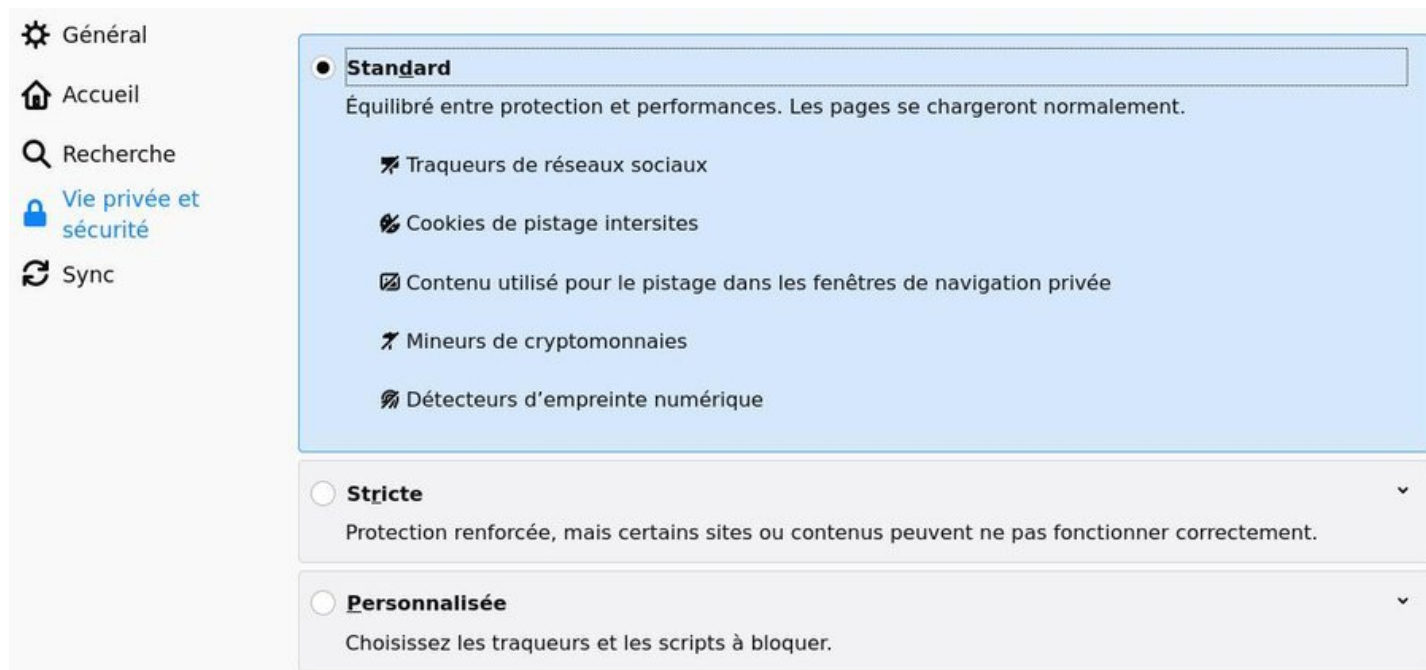 Général
Accueil
Recherche
Vie privée et
sécurité
Sync
Standard
Équilibré entre protection et performances. Les pages se chargeront normalement.
Traqueurs de réseaux sociaux
Cookies de pistage intersites
Contenu utilisé pour le pistage dans les fenêtres de navigation privée
Mineurs de cryptomonnaies
Détecteurs d’empreinte numérique
Stricte
Protection renforcée, mais certains sites ou contenus peuvent ne pas fonctionner correctement.
Personnalisée
Choisissez les traqueurs et les scripts à bloquer.